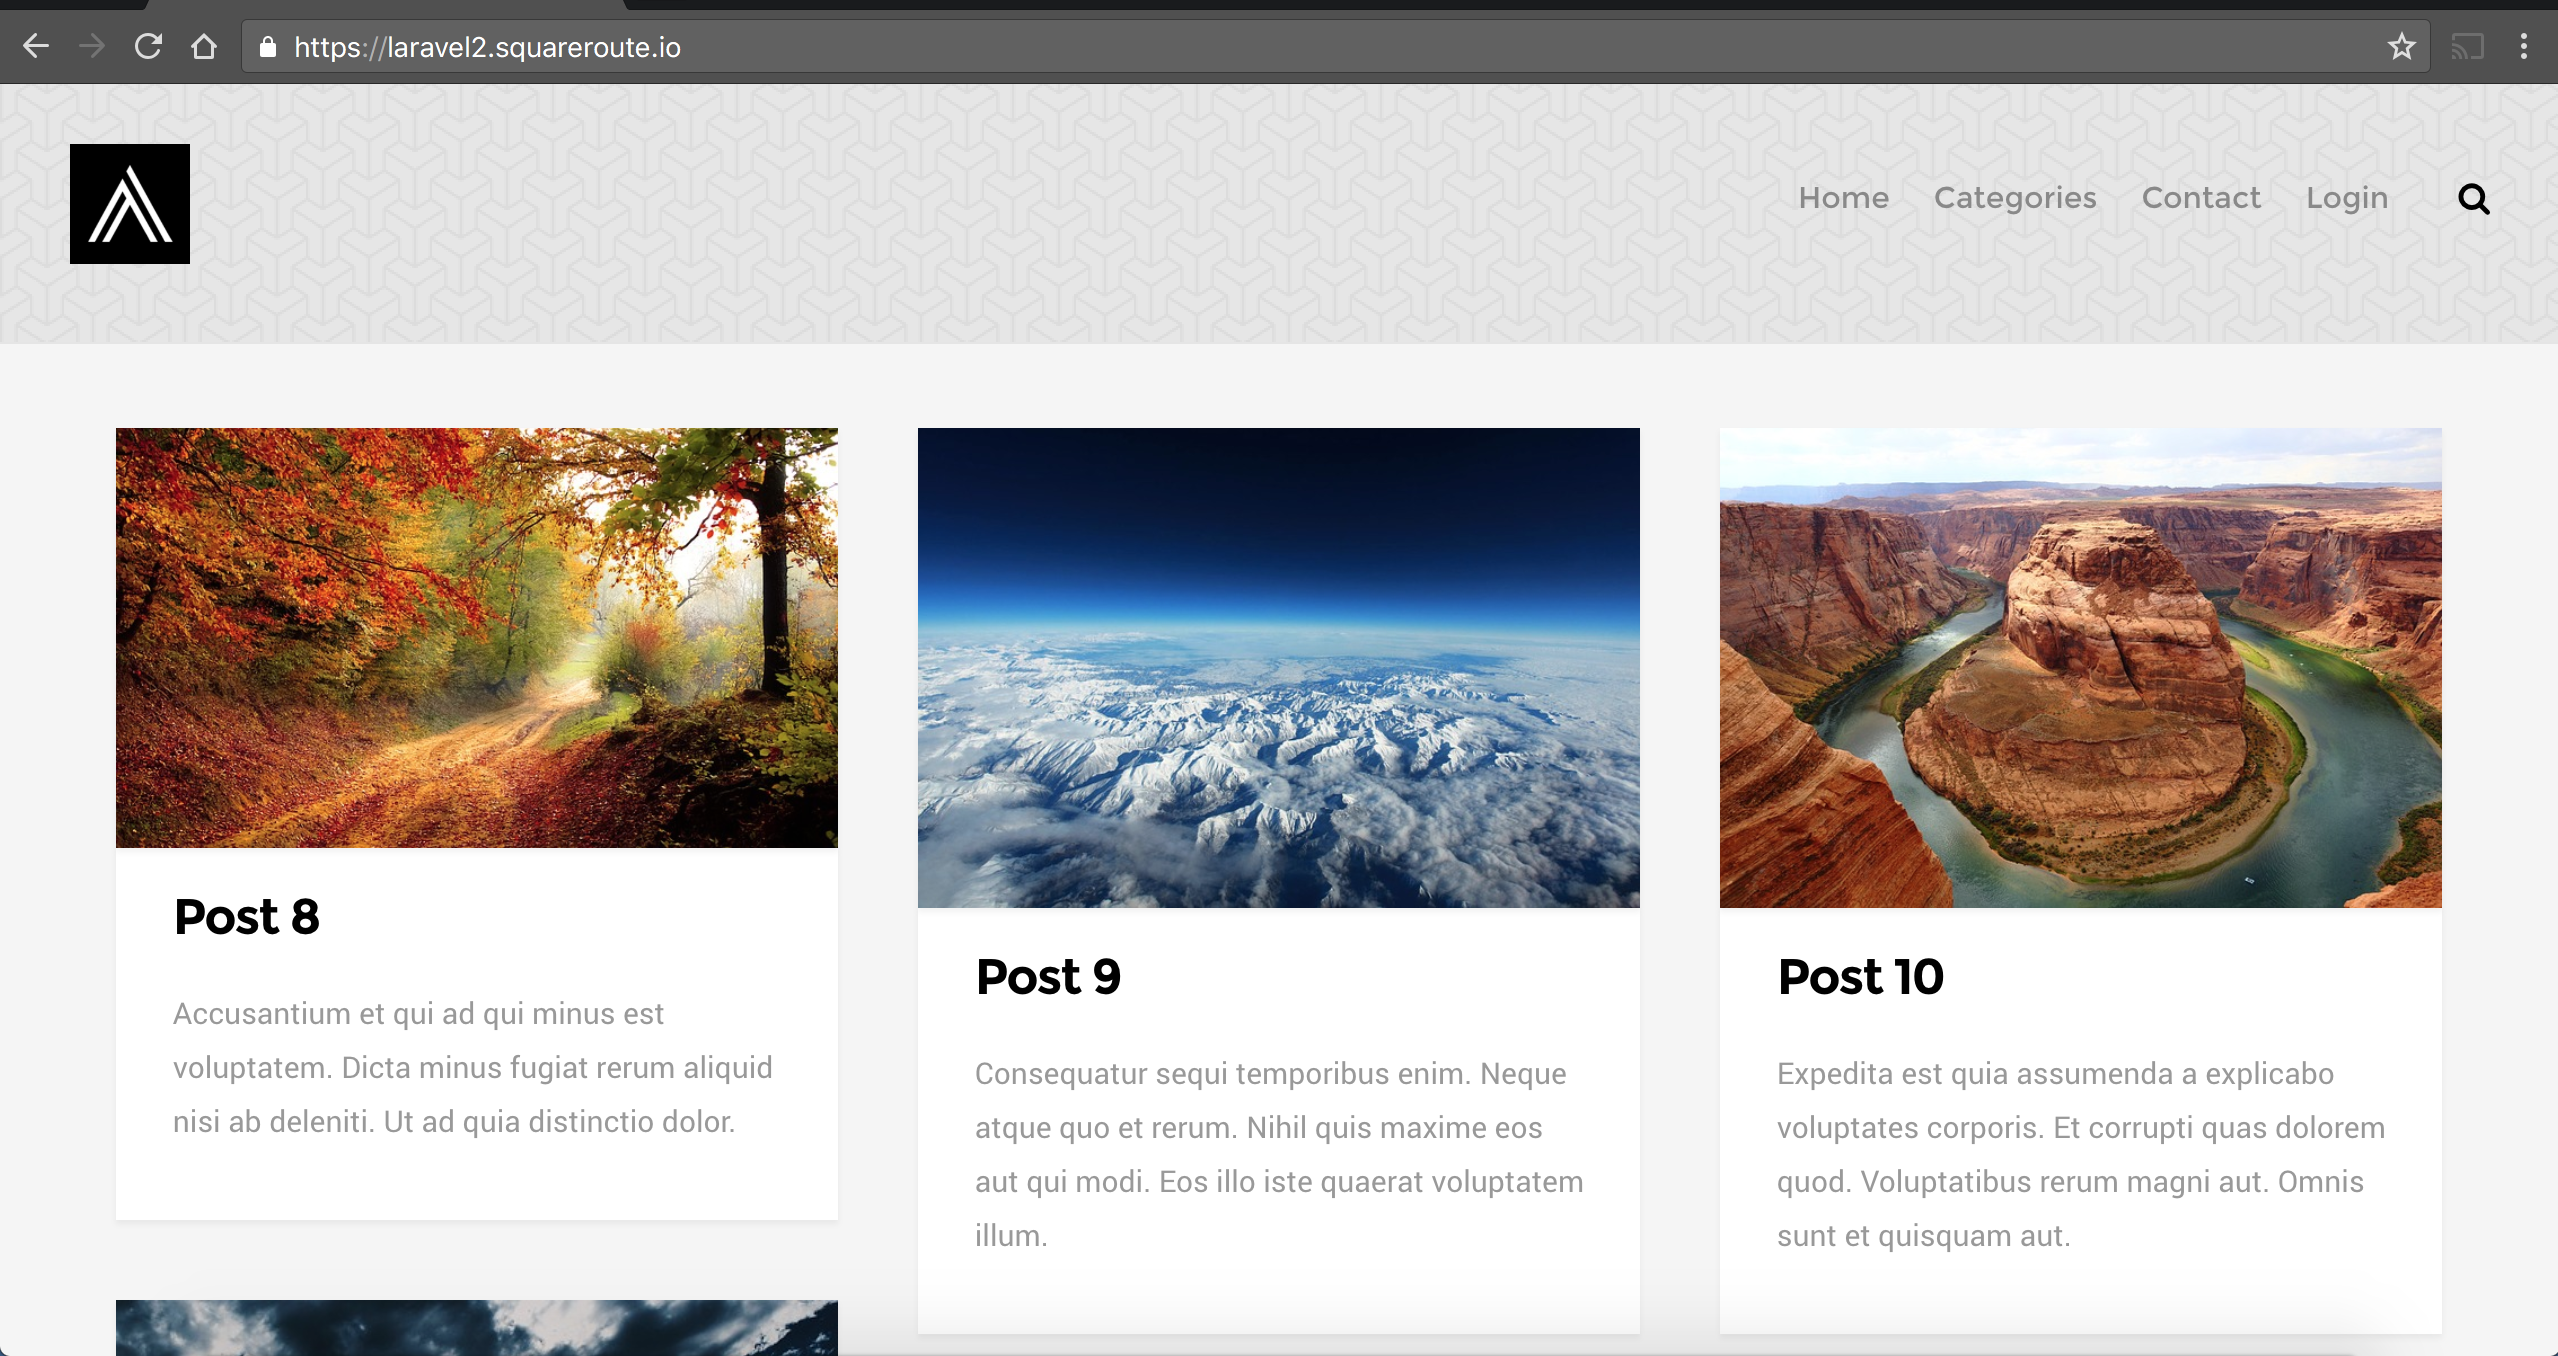 https://laravel2.squareroute.io
Home Categories Contact Login
Post 8
Accusantium et qui ad qui minus est
voluptatem. Dicta minus fugiat rerum aliquid
nisi ab deleniti. Ut ad quia distinctio dolor.
Post 9
Consequatur sequi temporibus enim. Neque
atque quo et rerum. Nihil quis maxime eos
aut qui modi. Eos illo iste quaerat voluptatem
illum.
Post 10
Expedita est quia assumenda a explicabo
voluptates corporis. Et corrupti quas dolorem
quod. Voluptatibus rerum magni aut. Omnis
sunt et quisquam aut.